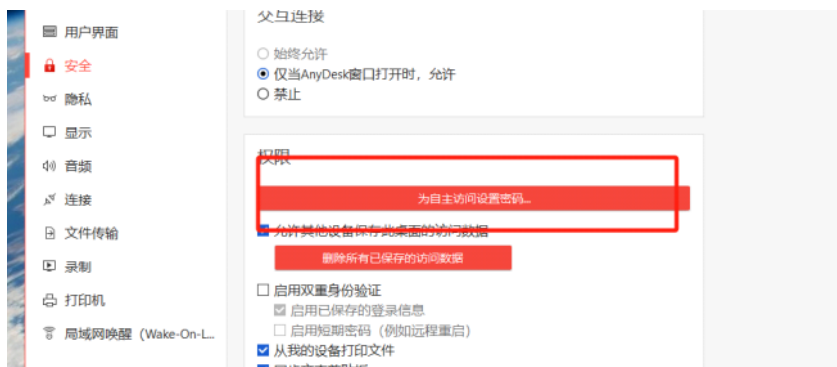 交互连接
始终允许
仅当AnyDesk窗口打开时，允许
禁止
用户界面
安全
隐私
显示
音频
连接
文件传输
录制
打印机
局域网唤醒（Wake-On-L...
权限
为自主访问设置密码...
允许其他设备保存此桌面的访问数据
删除所有已保存的访问数据
启用双重身份验证
启用已保存的登录信息
启用短期密码（例如远程重启）
从我的设备打印文件